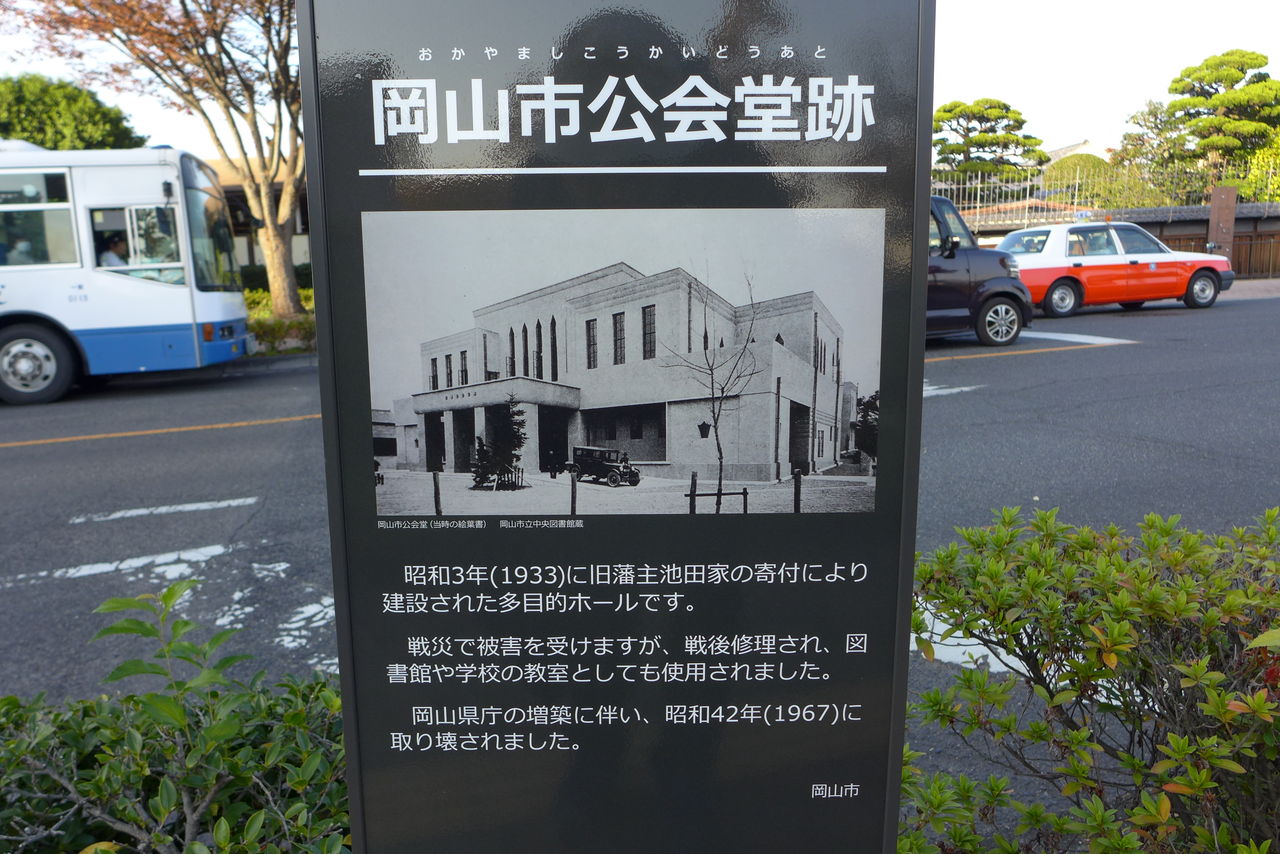 おかやましこうかいどうあと
岡山市公会堂跡
岡山市公会堂（当時の絵葉書）　岡山市立中央図書館蔵
昭和3年(1933)に旧藩主池田家の寄付により
建設された多目的ホールです。
戦災で被害を受けますが、戦後修理され、図
書館や学校の教室としても使用されました。
岡山県庁の増築に伴い、昭和42年(1967)に
取り壊されました。
岡山市